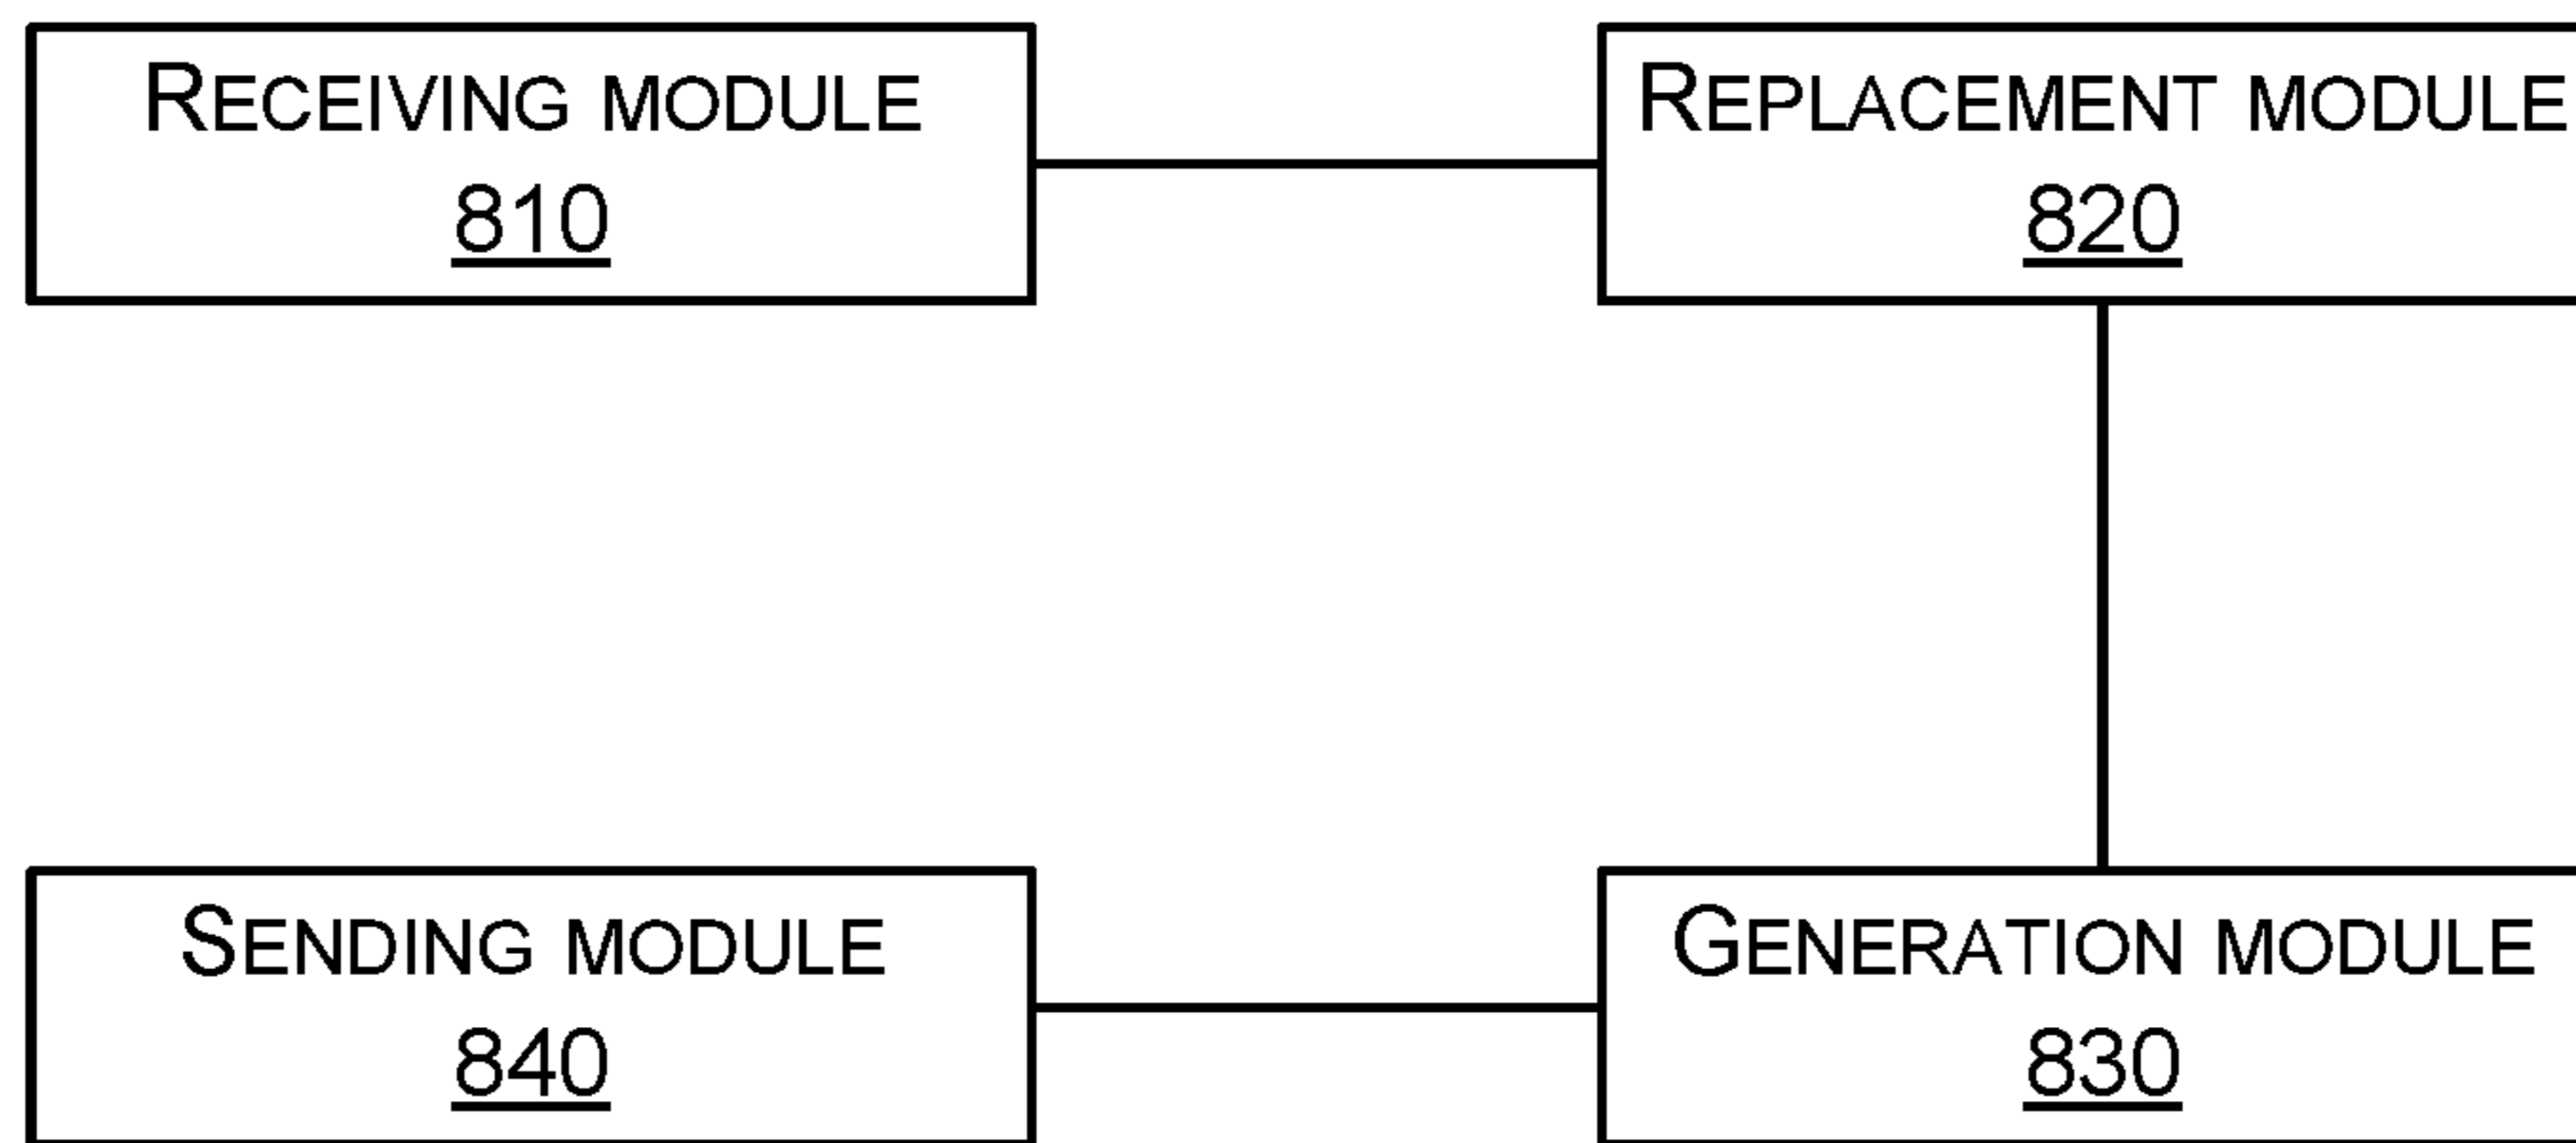 RECEIVING MODULE
810
REPLACEMENT MODULE
820
SENDING MODULE
840
GENERATION MODULE
830